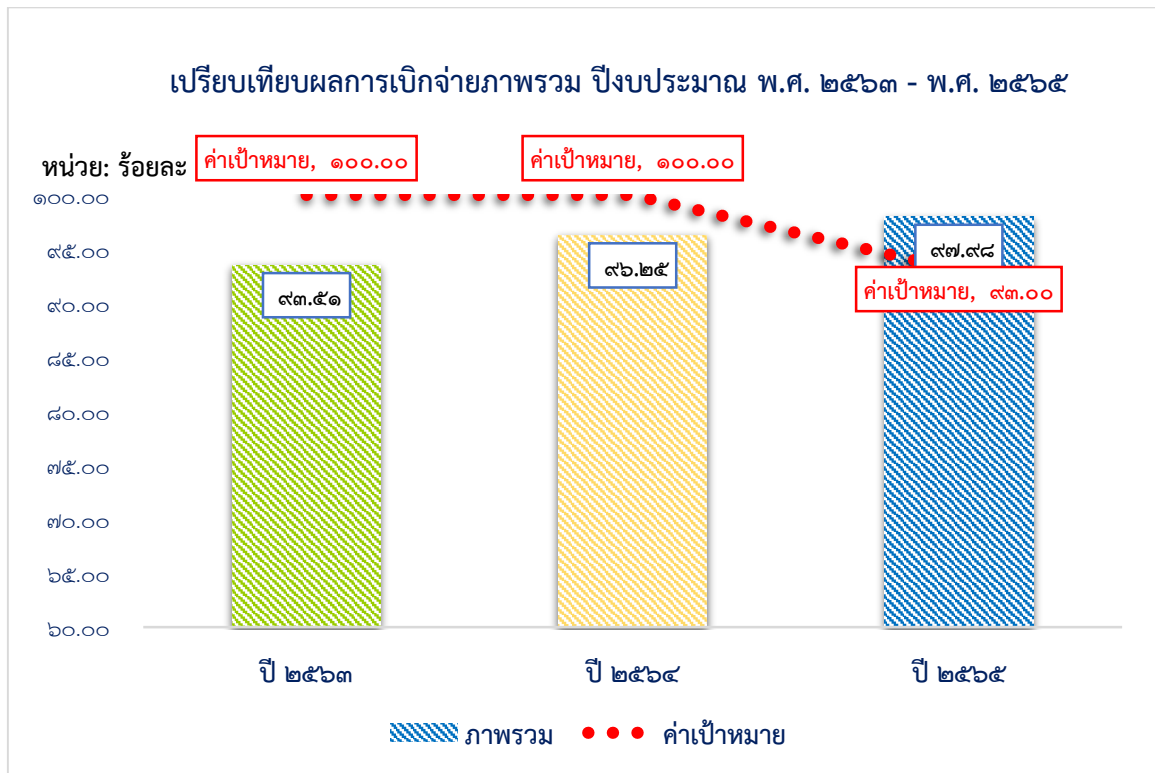 เปรียบเทียบผลการเบิกจ่ายภาพรวม ปีงบประมาณ พ.ศ. ๒๕๖๓ - พ.ศ. ๒๕๖๕
หน่วย: ร้อยละ
ค่าเป้าหมาย, ๑๐๐.๐๐
ค่าเป้าหมาย, ๑๐๐.๐๐
๑๐๐.๐๐
๙๕.๐๐
๙๐.๐๐
๘๕.๐๐
๘๐.๐๐
๗๕.๐๐
๗๐.๐๐
๖๕.๐๐
๖๐.๐๐
๙๓.๕๑
๙๖.๒๕
๙๗.๙๘
ค่าเป้าหมาย, ๙๓.๐๐
ปี ๒๕๖๓
ปี ๒๕๖๔
ปี ๒๕๖๕
ภาพรวม
ค่าเป้าหมาย